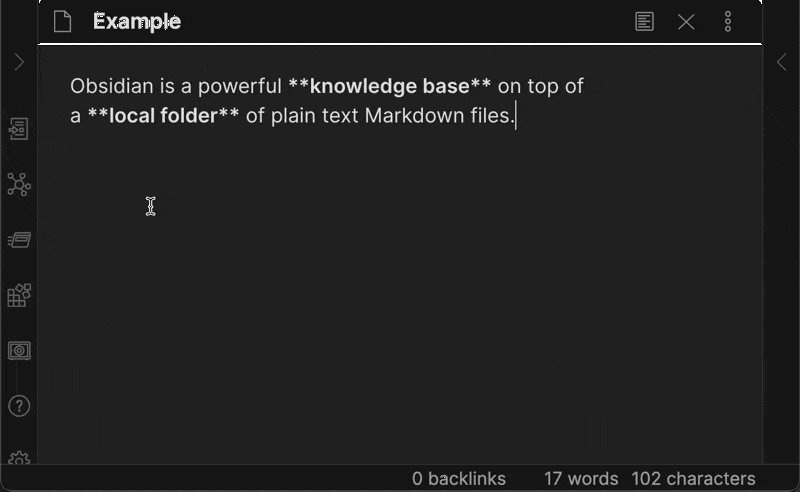 Example
Obsidian is a powerful **knowledge base** on top of
a **local folder** of plain text Markdown files.
0 backlinks 17 words 102 characters